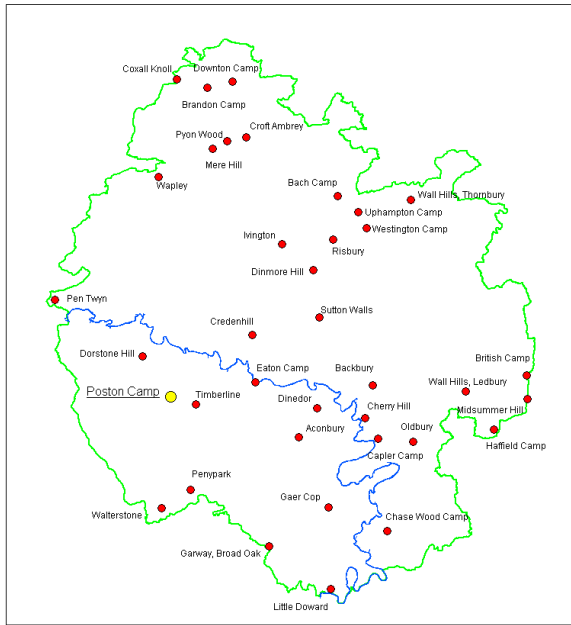 Coxall Knoll
Downton Camp
Brandon Camp
Pyon Wood
Croft Ambrey
Mere Hill
Wapley
Bach Camp
Wall Hills, Thornbury
Uphampton Camp
Westington Camp
Ivington
Risbury
Dinmore Hill
Pen Twyn
Sutton Walls
Credenhill
Dorstone Hill
British Camp
Eaton Camp
Backbury
Wall Hills, Ledbury
Poston Camp
Timberline
Dinedor
Cherry Hill
Midsummer Hill
Aconbury
Oldbury
Haffield Camp
Capler Camp
Penypark
Walterstone
Gaer Cop
Chase Wood Camp
Garway, Broad Oak
Little Doward